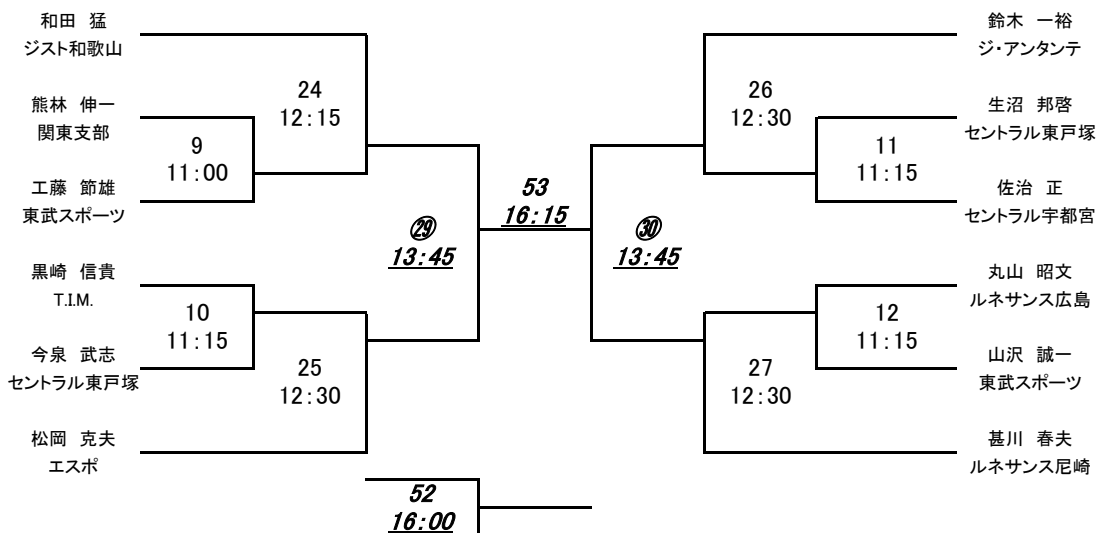 和田 猛
ジスト和歌山
熊林 伸一
関東支部
工藤 節雄
東武スポーツ
黒崎 信貴
T.I.M.
今泉 武志
セントラル東戸塚
松岡 克夫
エスポ
24
12:15
9
11:00
10
11:15
25
12:30
㉙
13:45
53
16:15
52
16:00
㉚
13:45
26
12:30
11
11:15
12
11:15
27
12:30
鈴木 一裕
ジ・アンタンテ
生沼 邦啓
セントラル東戸塚
佐治 正
セントラル宇都宮
丸山 昭文
ルネサンス広島
山沢 誠一
東武スポーツ
甚川 春夫
ルネサンス尼崎